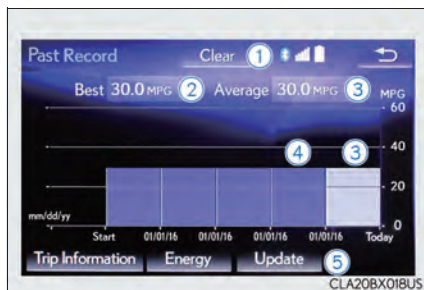 Past Record Clear 1
Best 30.0 MPG 2 Average 30.0 MPG 3 MPG
60
4 3 40
20
mm/dd/yy 0
Start 01/01/16 01/01/16 01/01/16 01/01/16 Today
Trip Information Energy Update 5
CLA20BX018US